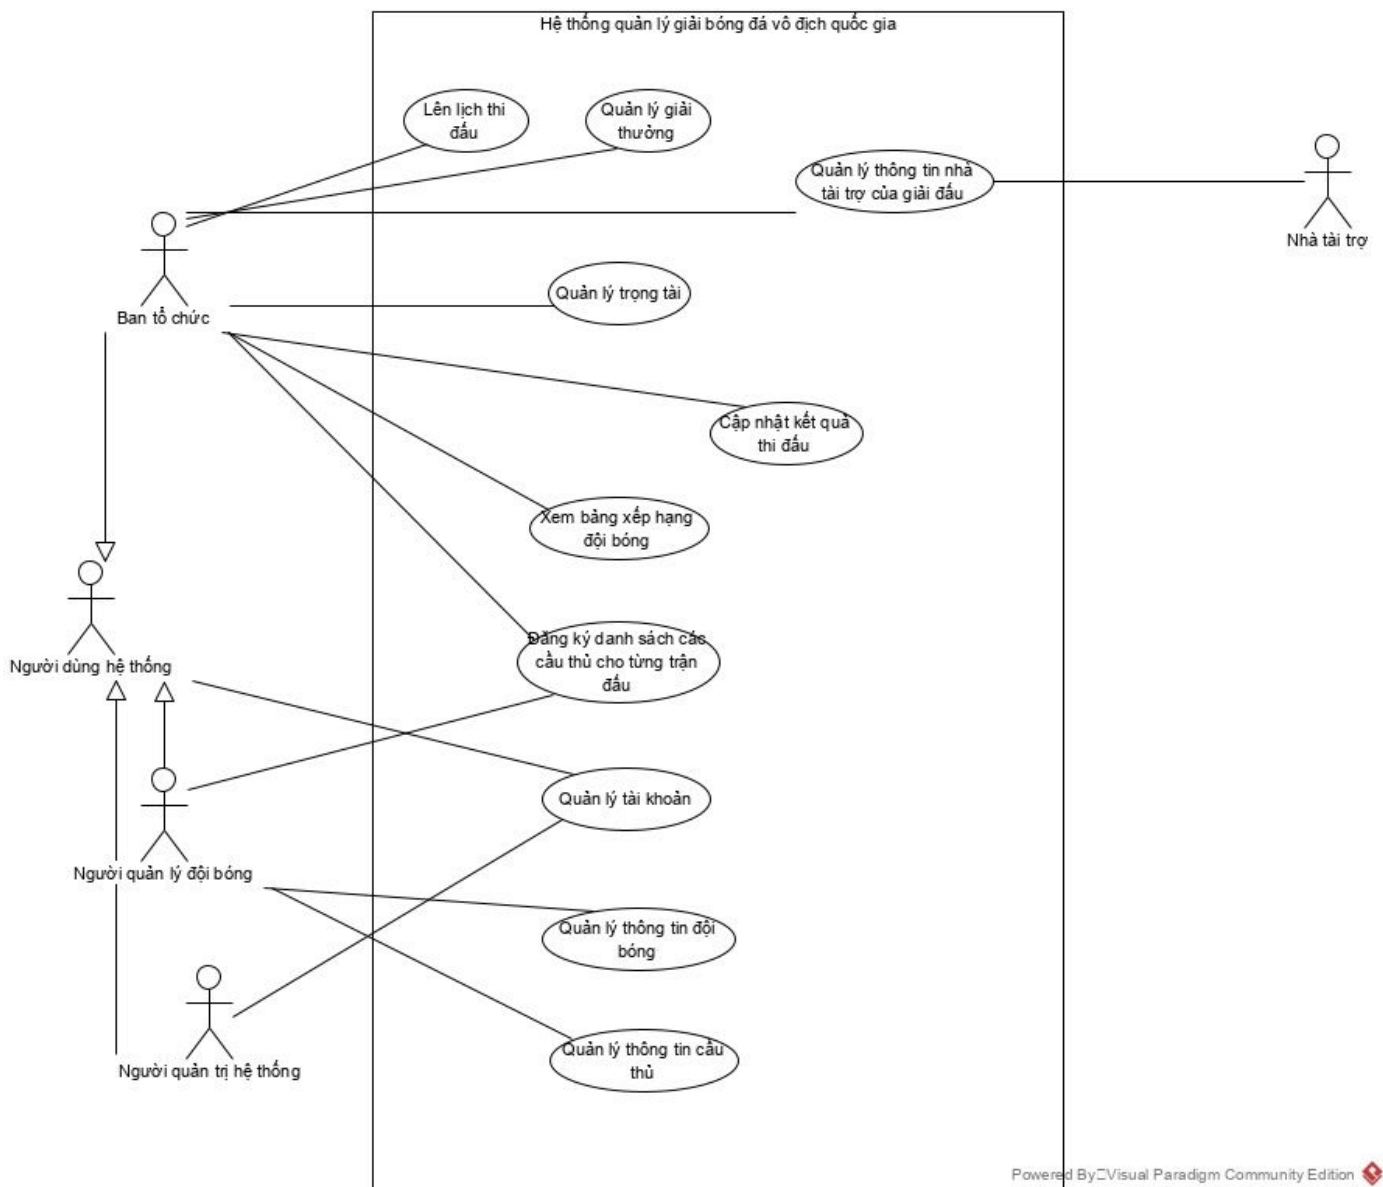 Hệ thống quản lý giải bóng đá vô địch quốc gia
Lên lịch thi
đấu
Quản lý giải
thưởng
Quản lý thông tin nhà
tài trợ của giải đấu
Nhà tài trợ
Quản lý trọng tài
Ban tổ chức
Cập nhật kết quả
thi đấu
Xem bảng xếp hạng
đội bóng
Đăng ký danh sách các
cầu thủ cho từng trận
đấu
Người dùng hệ thống
Quản lý tài khoản
Người quản lý đội bóng
Quản lý thông tin đội
bóng
Quản lý thông tin cầu
thủ
Người quản trị hệ thống
Powered By Visual Paradigm Community Edition